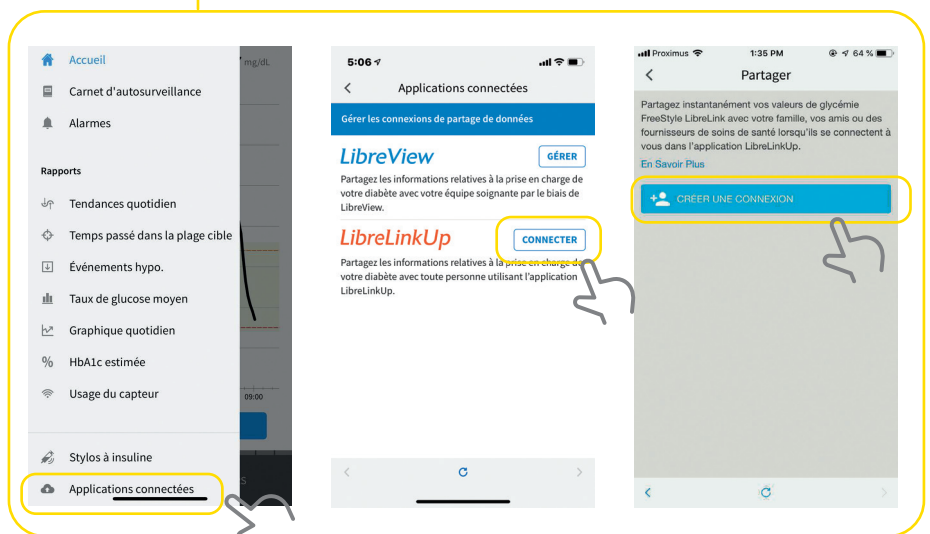 Accueil
Carnet d'autosurveillance
Alarmes
Rapports
Tendances quotidien
Temps passé dans la plage cible
Événements hypo.
Taux de glucose moyen
Graphique quotidien
% HbA1c estimée
Usage du capteur
Stylos à insuline
Applications connectées
mg/dL
09:00
S
5:06
Applications connectées
Gérer les connexions de partage de données
LibreView
GÉRER
Partagez les informations relatives à la prise en charge de
votre diabète avec votre équipe soignante par le biais de
LibreView.
LibreLinkUp
CONNECTER
Partagez les informations relatives à la prise en charge de
votre diabète avec toute personne utilisant l'application
LibreLinkUp.
Proximus 1:35 PM 64 %
Partager
Partagez instantanément vos valeurs de glycémie
FreeStyle LibreLink avec votre famille, vos amis ou des
fournisseurs de soins de santé lorsqu'ils se connectent à
vous dans l'application LibreLinkUp.
En Savoir Plus
CREER UNE CONNEXION